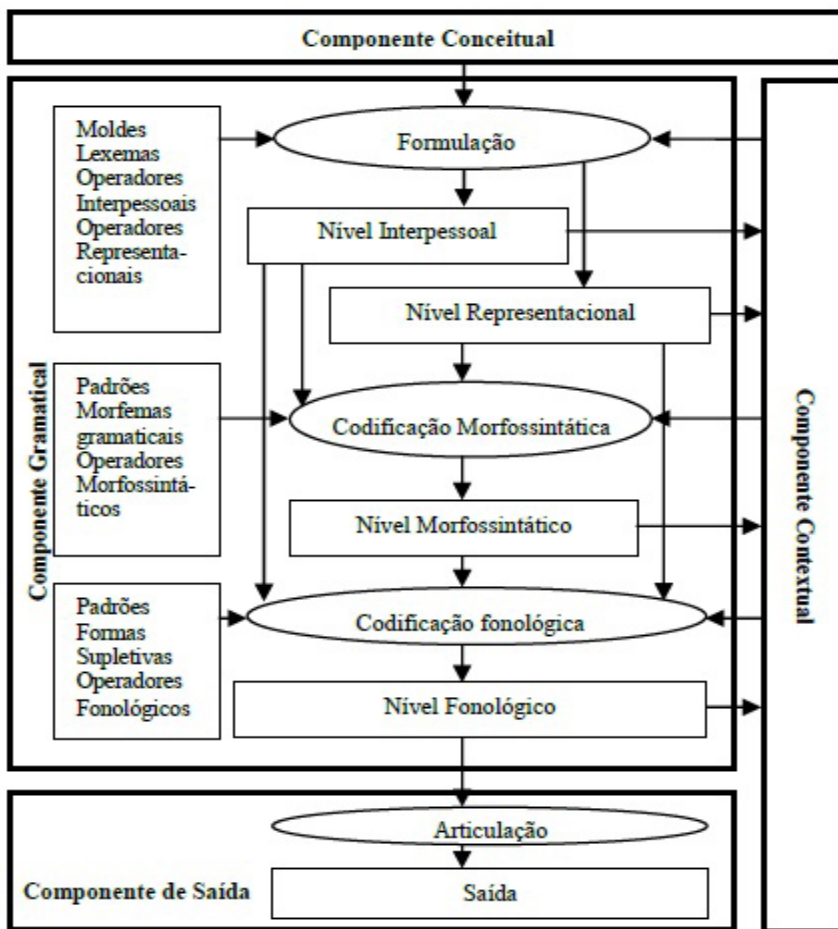 Componente Conceitual
Moldes
Lexemas
Operadores
Interpessoais
Operadores
Representa-
cionais
Formulação
Nível Interpessoal
Nível Representacional
Componente Gramatical
Padrões
Morfemas
gramaticais
Operadores
Morfossintá-
ticos
Codificação Morfossintática
Nível Morfossintático
Padrões
Formas
Supletivas
Operadores
Fonológicos
Codificação fonológica
Nível Fonológico
Componente Contextual
Articulação
Componente de Saída
Saída